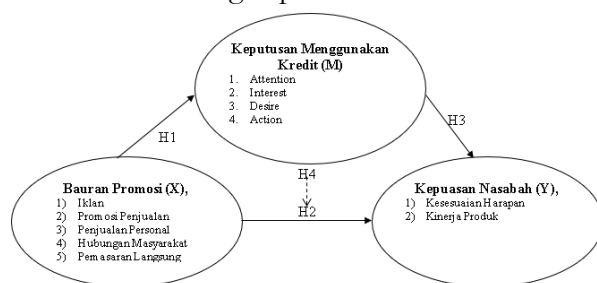 Keputusan Menggunakan
Kredit (M)
1. Attention
2. Interest
3. Desire
4. Action
H1
H3
H4
H2
Bauran Promosi (X),
1) Iklan
2) Promosi Penjualan
3) Penjualan Personal
4) Hubungan Masyarakat
5) Pemasaran Langsung
Kepuasan Nasabah (Y),
1) Kesesuaian Harapan
2) Kinerja Produk